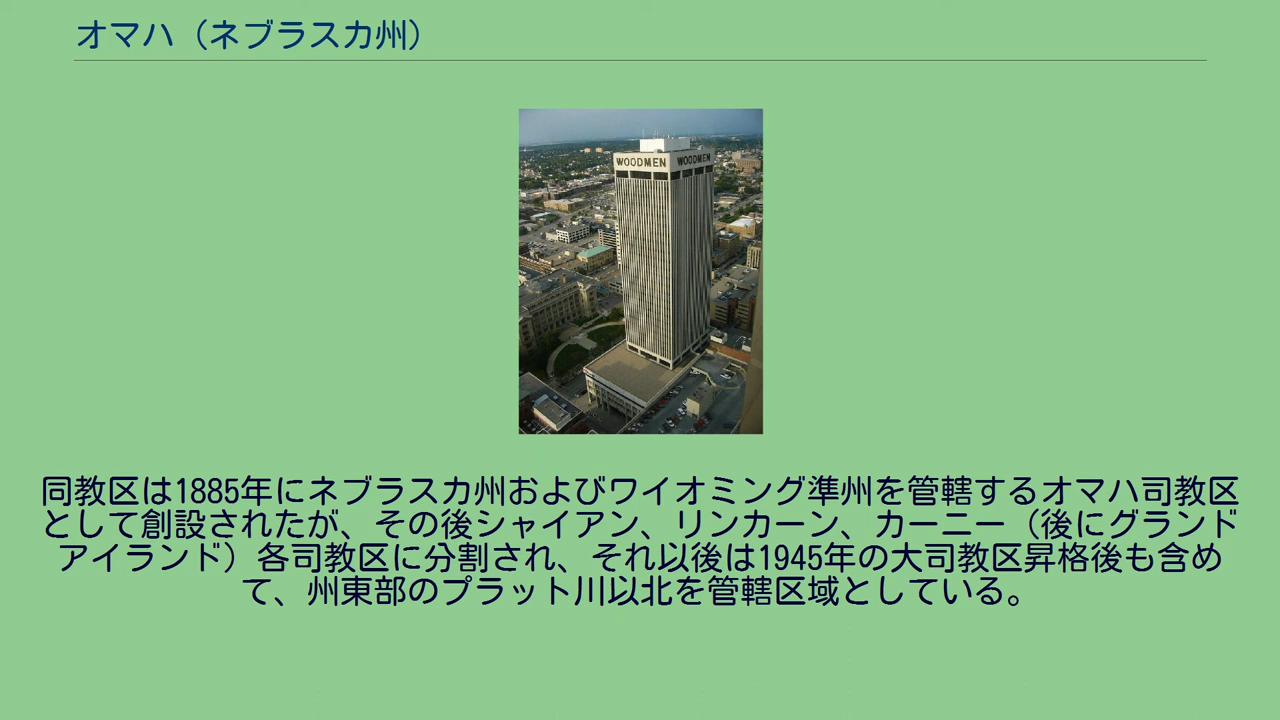 オマハ（ネブラスカ州）
WOODMEN WOODMEN
同教区は1885年にネブラスカ州およびワイオミング準州を管轄するオマハ司教区
として創設されたが、その後シャイアン、リンカーン、カーニー（後にグランド
アイランド）各司教区に分割され、それ以後は1945年の大司教区昇格後も含め
て、州東部のプラット川以北を管轄区域としている。